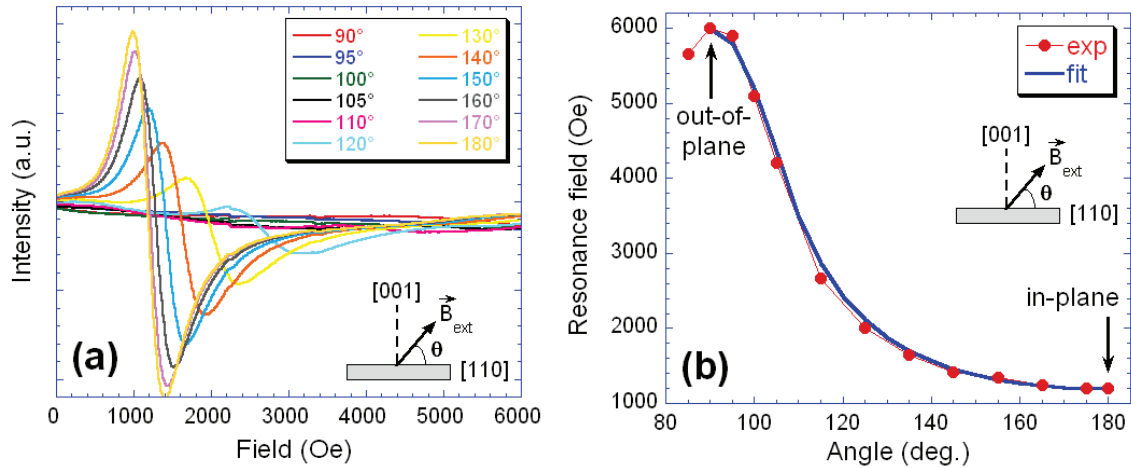 90°
95°
100°
105°
110°
120°
130°
140°
150°
160°
170°
180°
Intensity (a.u.)
(a)
[001]
B ext
θ
[110]
0 1000 2000 3000 4000 5000 6000
Field (Oe)
6000
5000
4000
3000
2000
1000
Resonance field (Oe)
exp
fit
out-of-
plane
[001]
B ext
θ
[110]
in-plane
(b)
80 100 120 140 160 180
Angle (deg.)